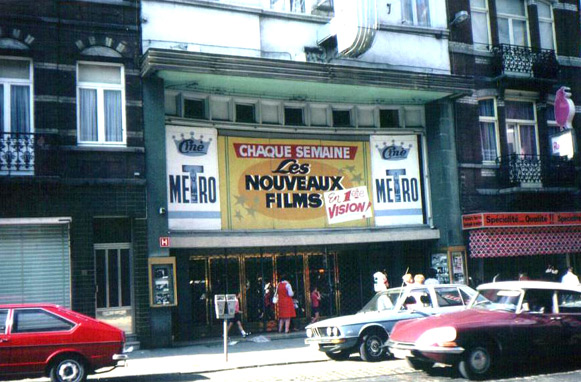 Ciné
METRO
CHAQUE SEMAINE
Les
NOUVEAUX
FILMS
En 1re
VISION!
Ciné
METRO
H
Spécialité... Qualité!